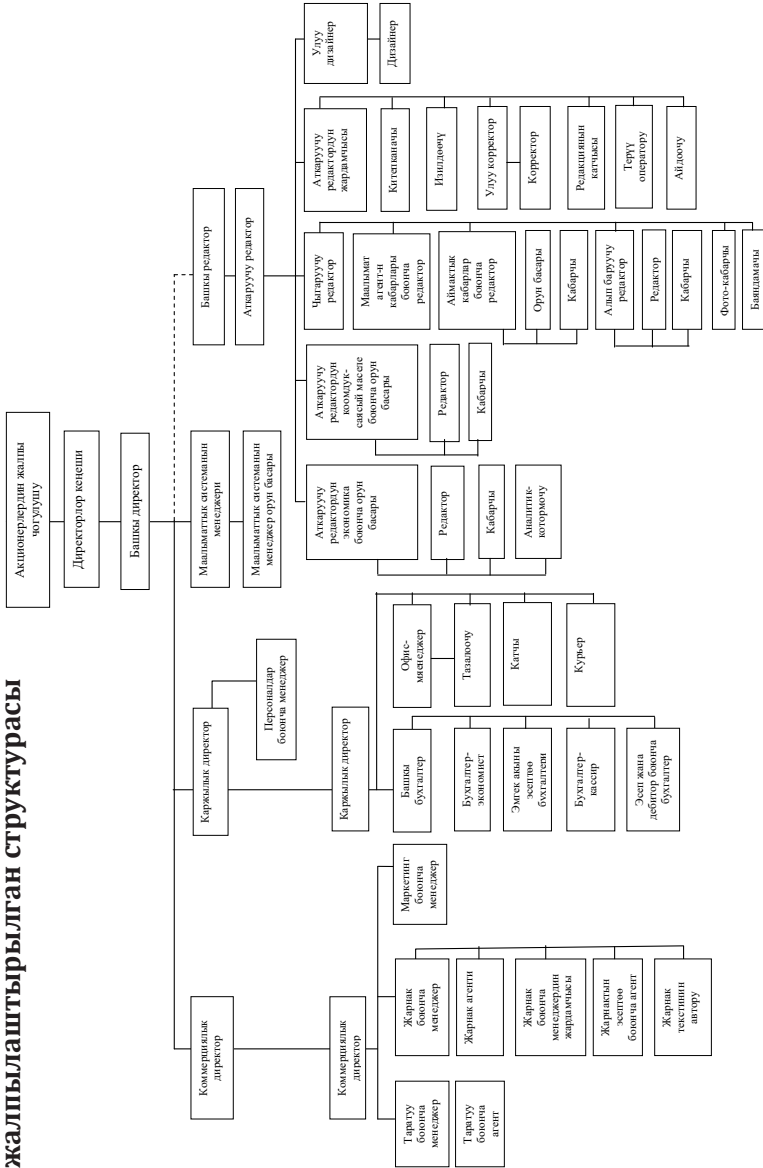 жалпылаштырылган структурасы
Акционерлердин жалпы
чогулушу
Директорлор кеңеши
Башкы директор
Коммерциялык
директор
Каржылык директор
Персоналдар
боюнча менеджер
Маалыматтык системанын
менеджери
Маалыматтык системанын
менеджер орун басары
Башкы редактор
Аткаруучу редактор
Коммерциялык
директор
Таратуу
боюнча
менеджер
Таратуу
боюнча
агент
Жарнак
боюнча
менеджер
Жарнак агенти
Жарнак
боюнча
менеджердин
жардамчысы
Жарнактын
эсептөө
боюнча агент
Жарнак
текстинин
автору
Маркетинг
боюнча
менеджер
Каржылык директор
Башкы
бухгалтер
Бухгалтер-
экономист
Эмгек акыны
эсептөө
бухгалтери
Бухгалтер-
кассир
Эсеп жана
дебитор боюнча
бухгалтер
Офис-
мяенеджер
Тазалоочу
Катчы
Курьер
Аткаруучу
редактордун
экономика
боюнча орун
басары
Редактор
Кабарчы
Аналитик-
котормочу
Аткаруучу
редактордун
коомдук-
саясый маселе
боюнча орун
басары
Редактор
Кабарчы
Чыгаруучу
редактор
Маалымат
агент-н
кабарлары
боюнча
редактор
Аймактык
кабарлар
боюнча
редактор
Орун басары
Кабарчы
Алып баруучу
редактор
Редактор
Кабарчы
Фото-кабарчы
Баяндамачы
Аткаруучу
редактордун
жардамчысы
Китепканачы
Изилдөөчү
Улуу корректор
Корректор
Редакциянын
катчысы
Терүү
оператору
Айдоочу
Улуу
дизайнер
Дизайнер